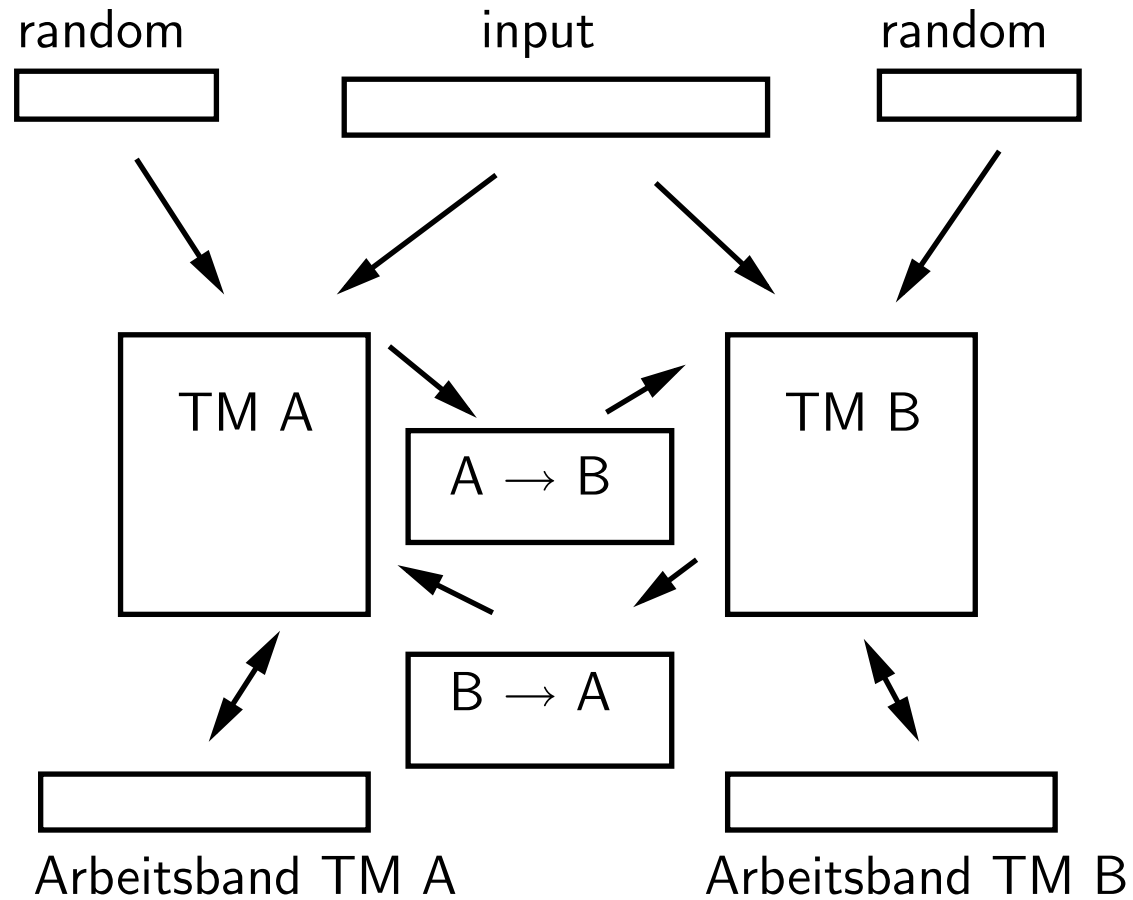 random
input
random
TM A
TM B
A → B
B → A
Arbeitsband TM A
Arbeitsband TM B